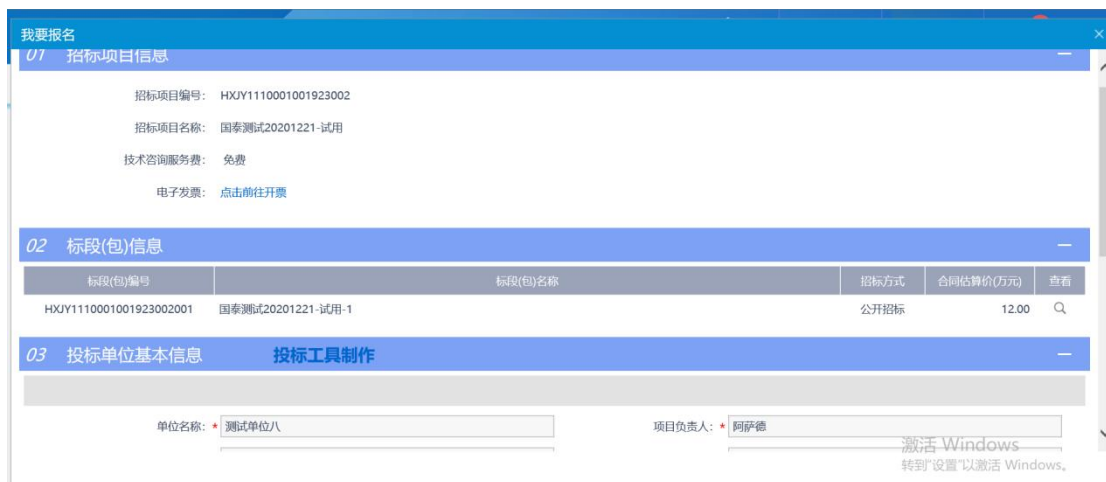 我要报名
01 招标项目信息
招标项目编号: HXJY1110001001923002
招标项目名称: 国泰测试20201221-试用
技术咨询服务费: 免费
电子发票: 点击前往开票
02 标段(包)信息
标段(包)编号 标段(包)名称 招标方式 合同估算价(万元) 查看
HXJY1110001001923002001 国泰测试20201221-试用-1 公开招标 12.00
03 投标单位基本信息 投标工具制作
单位名称: * 测试单位八 项目负责人: * 阿萨德
激活 Windows
转到"设置"以激活 Windows。